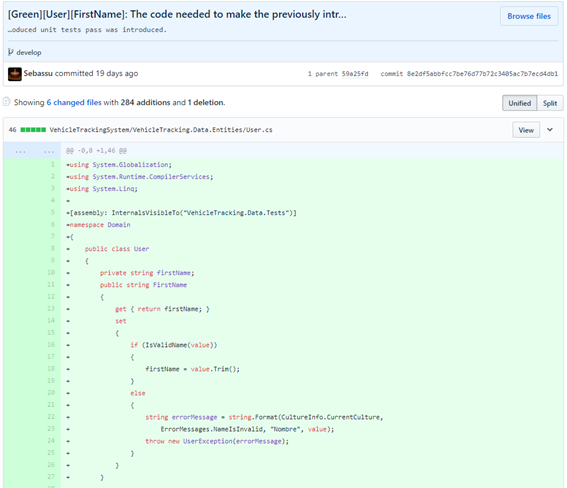 [Green][User][FirstName]: The code needed to make the previously intr...
Browse files
…oduced unit tests pass was introduced.
develop
Sebassu committed 19 days ago
1 parent 59a25fd commit 8e2df5abbfcc7be76d77b72c3405ac7b7ecd4db1
Showing 6 changed files with 284 additions and 1 deletion.
Unified Split
46 VehicleTrackingSystem/VehicleTracking.Data.Entities/User.cs
View
... ... @@ -0,0 +1,46 @@
1 +using System.Globalization;
2 +using System.Runtime.CompilerServices;
3 +using System.Linq;
4 +
5 +[assembly: InternalsVisibleTo("VehicleTracking.Data.Tests")]
6 +namespace Domain
7 +{
8 + public class User
9 + {
10 + private string firstName;
11 + public string FirstName
12 + {
13 + get { return firstName; }
14 + set
15 + {
16 + if (IsValidName(value))
17 + {
18 + firstName = value.Trim();
19 + }
20 + else
21 + {
22 + string errorMessage = string.Format(CultureInfo.CurrentCulture,
23 + ErrorMessages.NameIsInvalid, "Nombre", value);
24 + throw new UserException(errorMessage);
25 + }
26 + }
27 + }